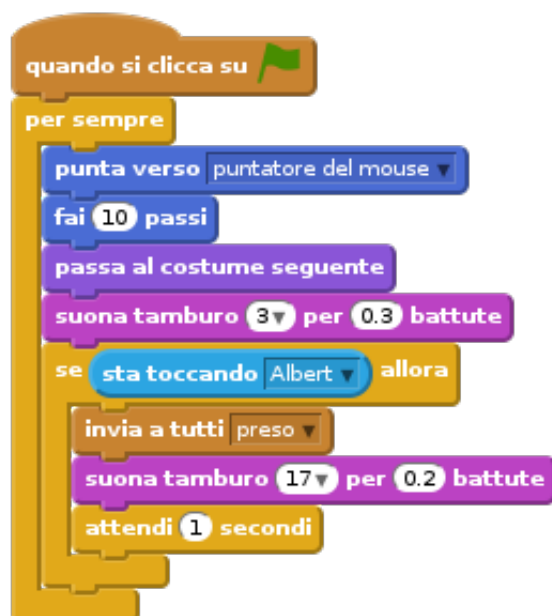 quando si clicca su
per sempre
punta verso puntatore del mouse
fai 10 passi
passa al costume seguente
suona tamburo 3 per 0.3 battute
se sta toccando Albert allora
invia a tutti preso
suona tamburo 17 per 0.2 battute
attendi 1 secondi